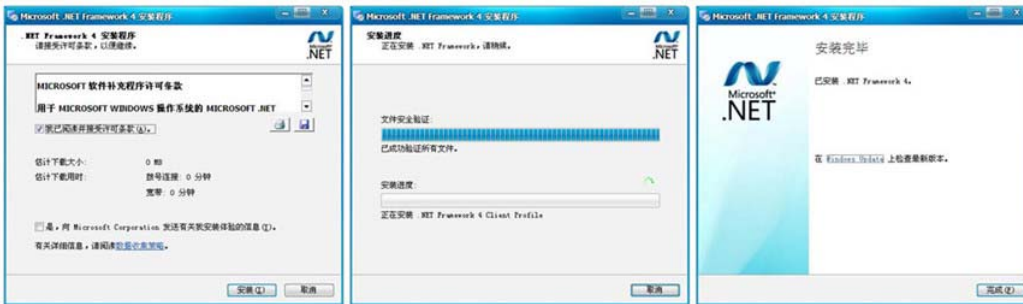 Microsoft .NET Framework 4 安装程序
.NET Framework 4 安装程序
请接受许可条款，以便继续。
Microsoft
.NET
MICROSOFT 软件补充程序许可条款
用于 MICROSOFT WINDOWS 操作系统的 MICROSOFT .NET
我已阅读并接受许可条款(A)。
估计下载大小: 0 MB
估计下载用时: 拨号连接: 0 分钟
宽带: 0 分钟
是，向 Microsoft Corporation 发送有关我安装体验的信息(I)。
有关详细信息，请阅读数据收集策略。
安装(I) 取消
Microsoft .NET Framework 4 安装程序
安装进度
正在安装 .NET Framework，请稍候。
Microsoft
.NET
文件安全验证:
已成功验证所有文件。
安装进度:
正在安装 .NET Framework 4 Client Profile
取消
Microsoft .NET Framework 4 安装程序
Microsoft
.NET
安装完毕
已安装 .NET Framework 4。
在 Windows Update 上检查最新版本。
完成(F)